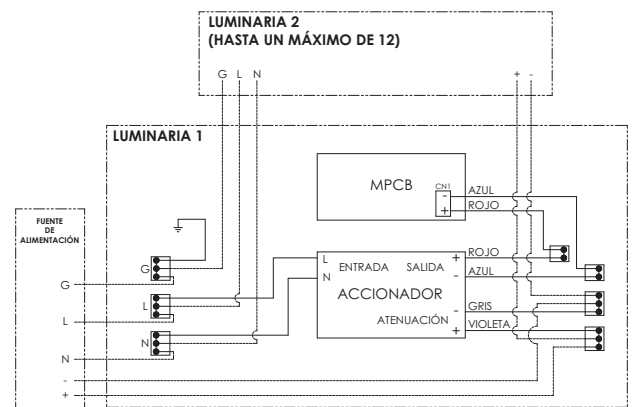 LUMINARIA 2
(HASTA UN MÁXIMO DE 12)
G L N + -
LUMINARIA 1
MPCB
CN1
-
+
AZUL
ROJO
FUENTE
DE
ALIMENTACIÓN
G
L
N
-
+
G
L
N
L
N
ENTRADA SALIDA
ACCIONADOR
ATENUACIÓN
+
-
-
+
ROJO
AZUL
GRIS
VIOLETA